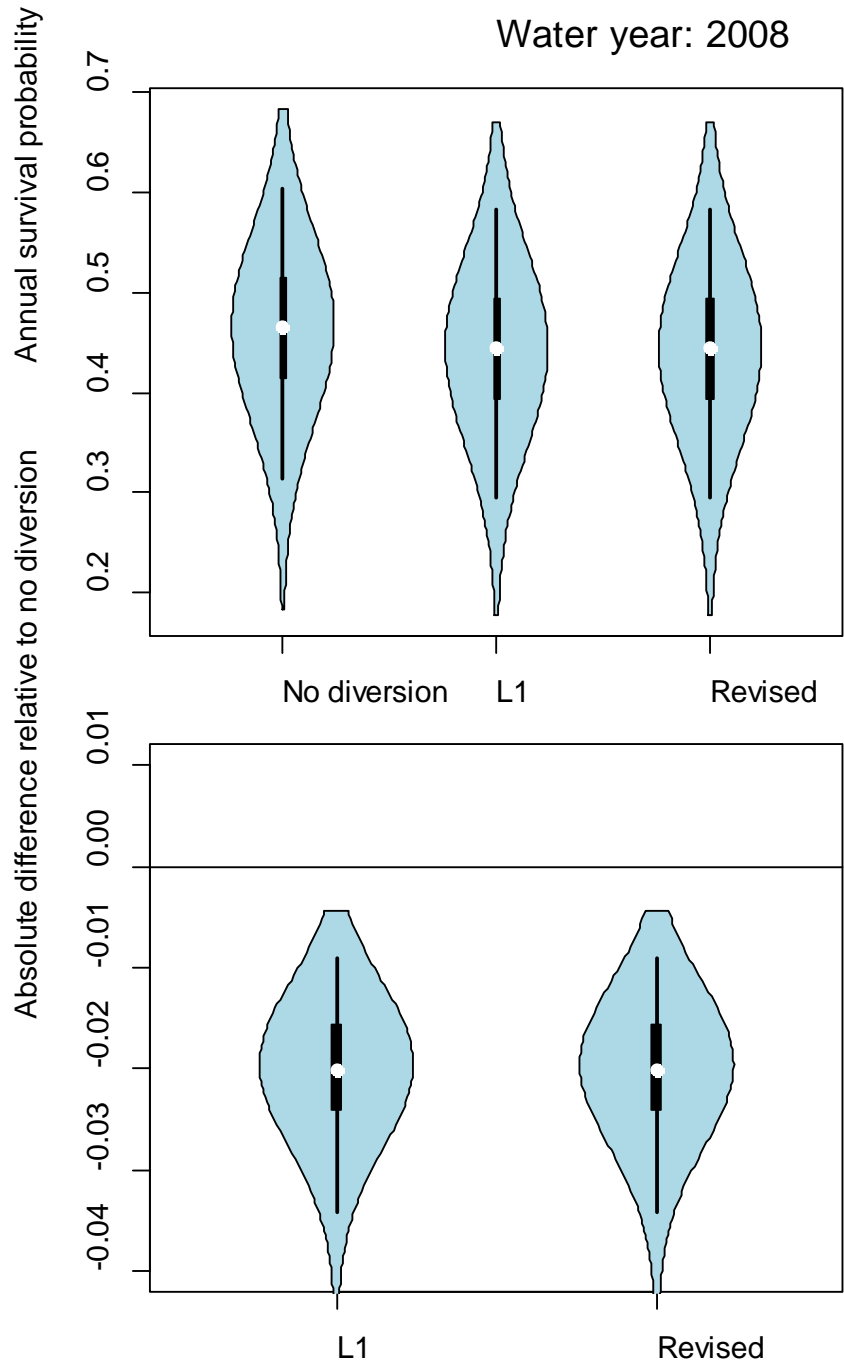 Water year: 2008
Annual survival probability
0.7
0.6
0.5
0.4
0.3
0.2
No diversion L1 Revised
Absolute difference relative to no diversion
0.01
0.00
-0.01
-0.02
-0.03
-0.04
L1 Revised